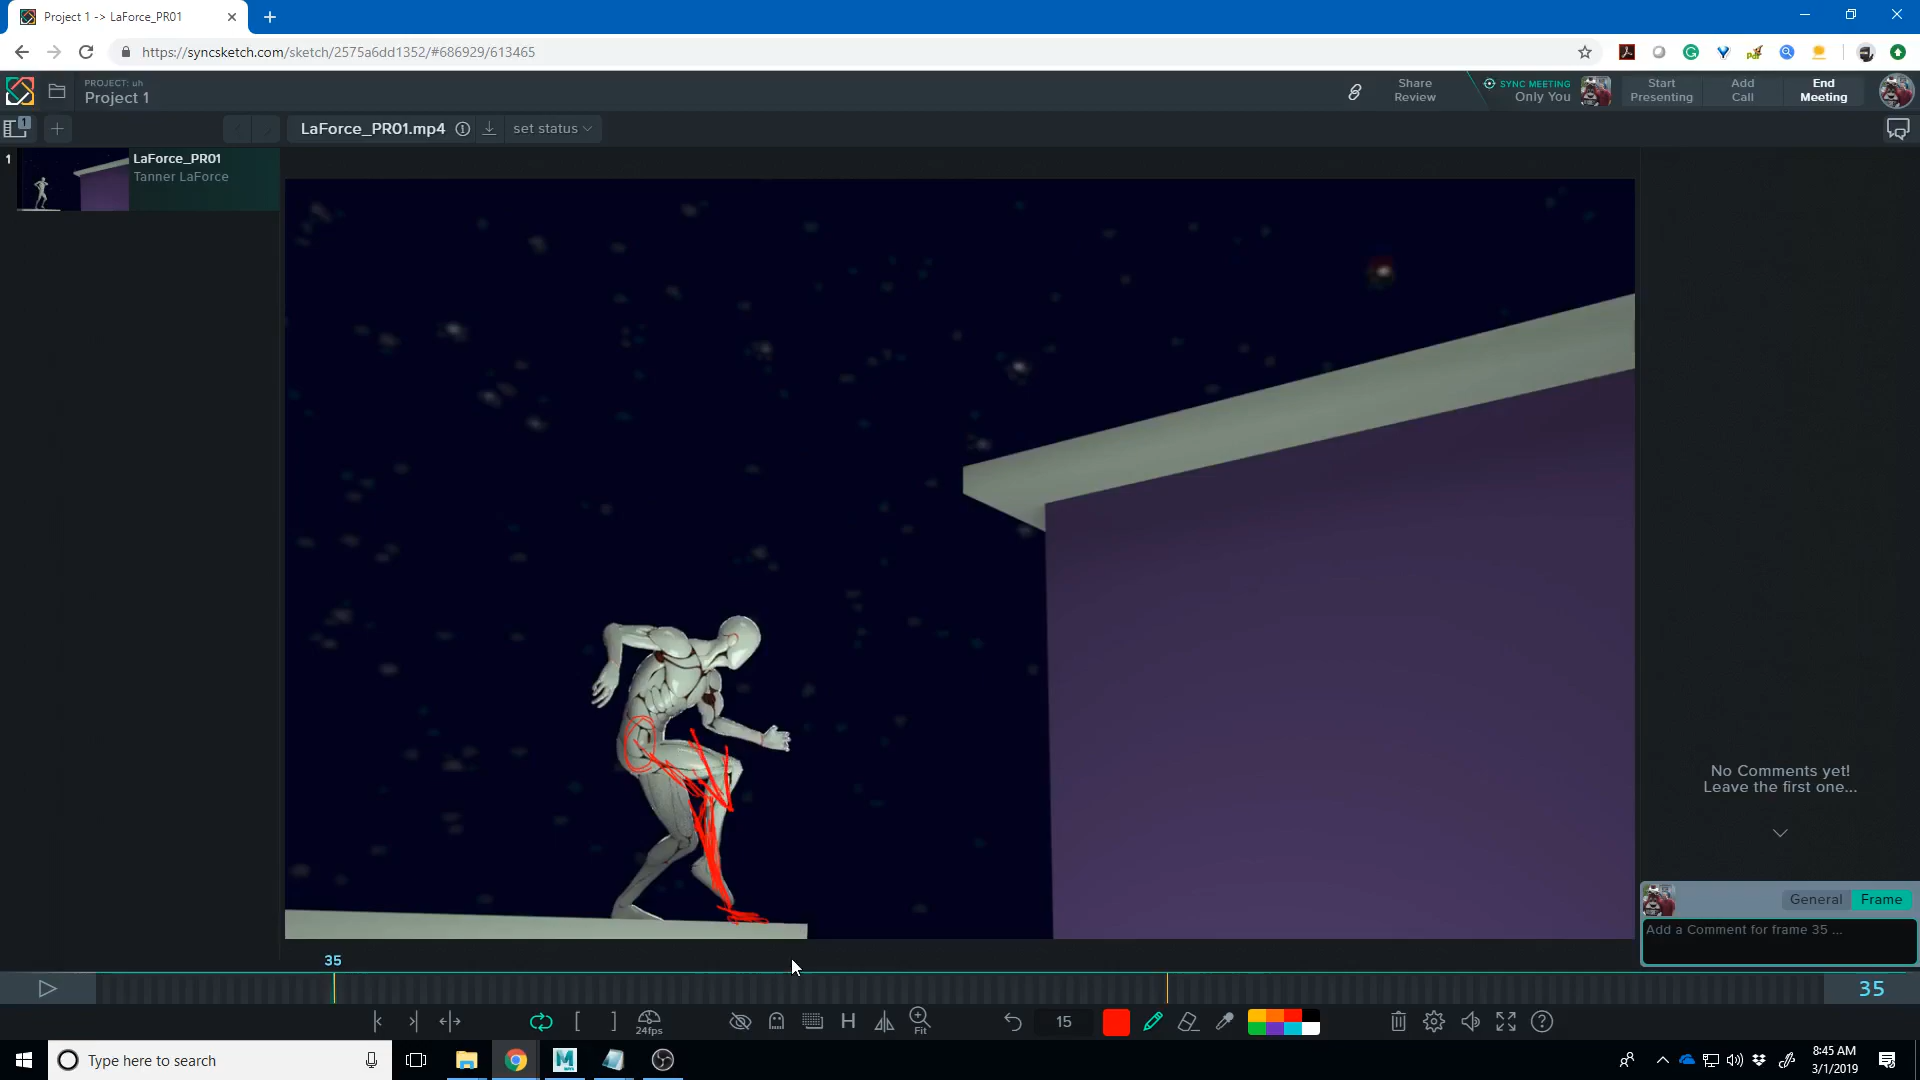 Project 1 -> LaForce_PR01
https://syncsketch.com/sketch/2575a6dd1352/#686929/613465
PROJECT: uh
Project 1
Share
Review
SYNC MEETING
Only You
Start
Presenting
Add
Call
End
Meeting
1
LaForce_PR01.mp4
set status
1
LaForce_PR01
Tanner LaForce
No Comments yet!
Leave the first one...
General
Frame
Add a Comment for frame 35 ...
35
35
24fps
H
Fit
15
Type here to search
8:45 AM
3/1/2019